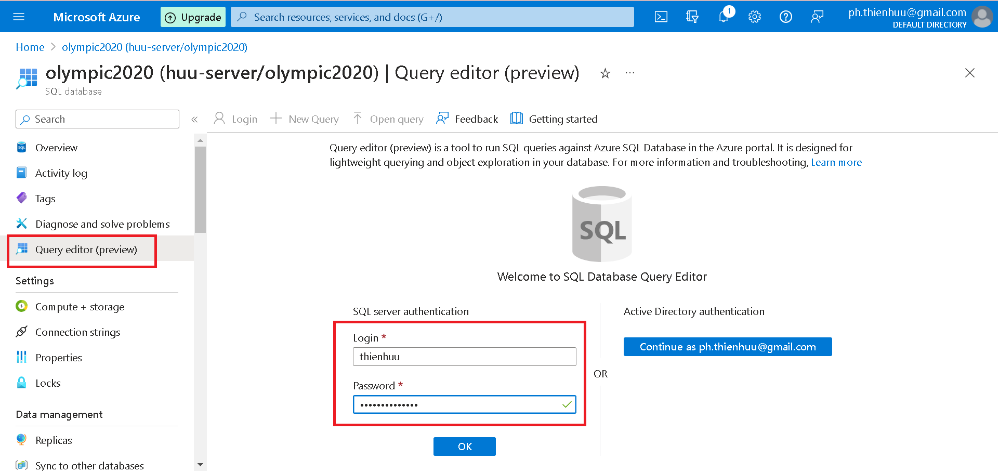 Microsoft Azure
Upgrade
Search resources, services, and docs (G+/)
1
ph.thienhuu@gmail.com
DEFAULT DIRECTORY
Home > olympic2020 (huu-server/olympic2020)
olympic2020 (huu-server/olympic2020) | Query editor (preview)
SQL database
Search
Login
New Query
Open query
Feedback
Getting started
SQL
Overview
Activity log
Tags
Diagnose and solve problems
Query editor (preview)
Settings
Compute + storage
Connection strings
Properties
Locks
Data management
Replicas
Sync to other databases
Query editor (preview) is a tool to run SQL queries against Azure SQL Database in the Azure portal. It is designed for
lightweight querying and object exploration in your database. For more information and troubleshooting, Learn more
SQL
Welcome to SQL Database Query Editor
SQL server authentication
Login *
thienhuu
Password *
••••••••••••••
OK
OR
Active Directory authentication
Continue as ph.thienhuu@gmail.com